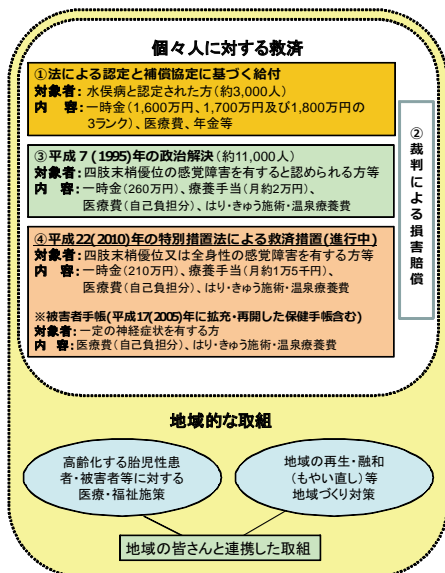 個々人に対する救済
①法による認定と補償協定に基づく給付
対象者：水俣病と認定された方（約3,000人）
内　容：一時金（1,600万円、1,700万円及び1,800万円の
3ランク）、医療費、年金等
③平成７(1995)年の政治解決（約11,000人）
対象者：四肢末梢優位の感覚障害を有すると認められる方等
内　容：一時金（260万円）、療養手当（月約2万円）、
医療費（自己負担分）、はり・きゅう施術・温泉療養費
④平成22(2010)年の特別措置法による救済措置（進行中）
対象者：四肢末梢優位又は全身性の感覚障害を有する方等
内　容：一時金（210万円）、療養手当（月約1万5千円）、
医療費（自己負担分）、はり・きゅう施術・温泉療養費
※被害者手帳（平成17(2005)年に拡充・再開した保健手帳含む）
対象者：一定の神経症状を有する方
内　容：医療費（自己負担分）、はり・きゅう施術・温泉療養費
②裁判による損害賠償
地域的な取組
高齢化する胎児性患
者・被害者等に対する
医療・福祉施策
地域の再生・融和
（もやい直し）等
地域づくり対策
地域の皆さんと連携した取組